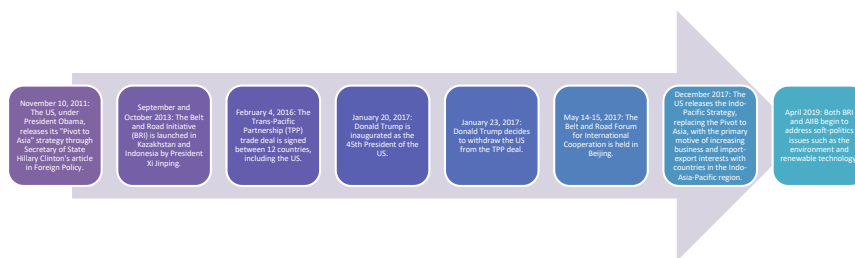 November 10, 2011:
The US, under
President Obama,
releases its "Pivot to
Asia" strategy through
Secretary of State
Hillary Clinton's article
in Foreign Policy.
September and
October 2013: The Belt
and Road Initiative
(BRI) is launched in
Kazakhstan and
Indonesia by President
Xi Jinping.
February 4, 2016: The
Trans-Pacific
Partnership (TPP)
trade deal is signed
between 12 countries,
including the US.
January 20, 2017:
Donald Trump is
inaugurated as the
45th President of the
US.
January 23, 2017:
Donald Trump decides
to withdraw the US
from the TPP deal.
May 14-15, 2017: The
Belt and Road Forum
for International
Cooperation is held in
Beijing.
December 2017: The
US releases the Indo-
Pacific Strategy,
replacing the Pivot to
Asia, with the primary
motive of increasing
business and import-
export interests with
countries in the Indo-
Asia-Pacific region.
April 2019: Both BRI
and AIIB begin to
address soft-politics
issues such as the
environment and
renewable technology